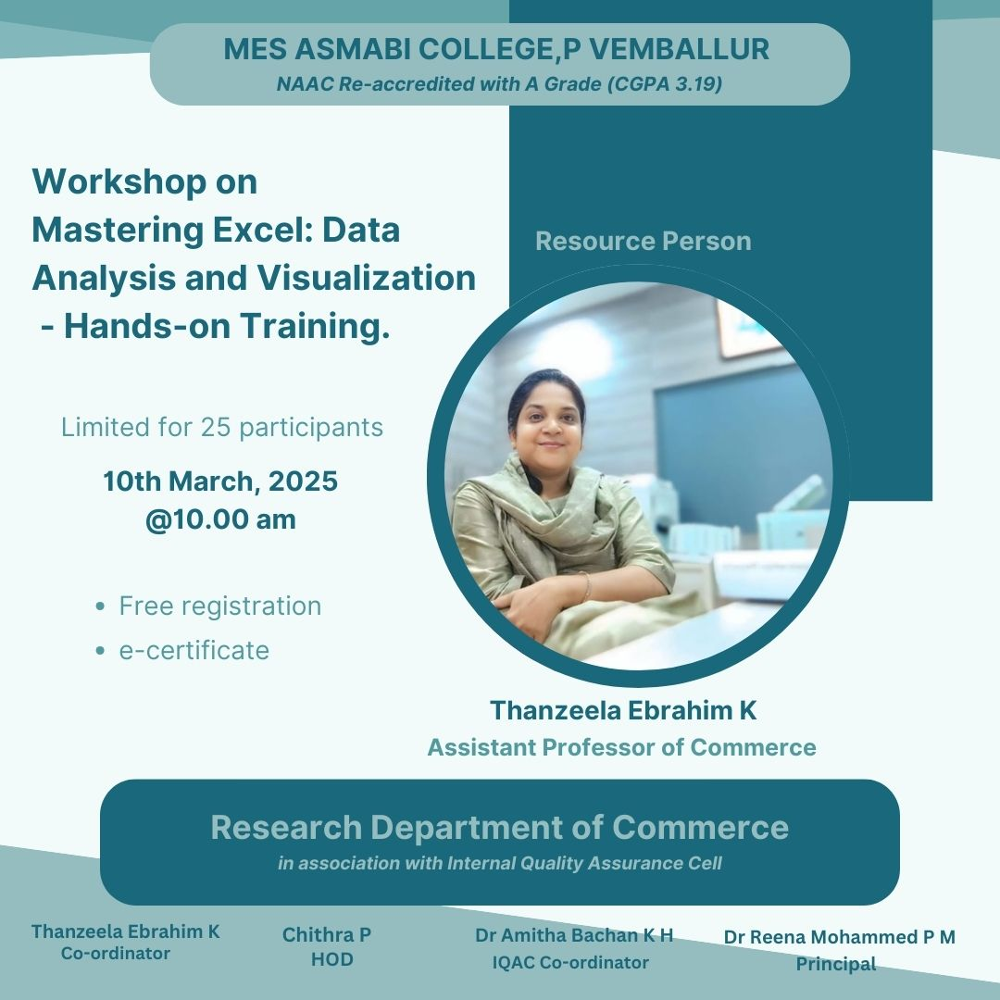 MES ASMABI COLLEGE,P VEMBALLUR
NAAC Re-accredited with A Grade (CGPA 3.19)
Workshop on
Mastering Excel: Data
Analysis and Visualization
- Hands-on Training.
Limited for 25 participants
10th March, 2025
@10.00 am
• Free registration
• e-certificate
Resource Person
Thanzeela Ebrahim K
Assistant Professor of Commerce
Research Department of Commerce
in association with Internal Quality Assurance Cell
Thanzeela Ebrahim K
Co-ordinator
Chithra P
HOD
Dr Amitha Bachan K H
IQAC Co-ordinator
Dr Reena Mohammed P M
Principal